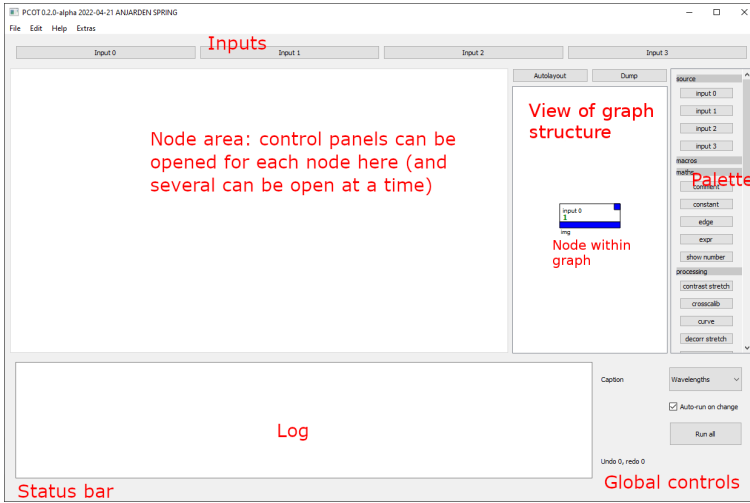 PCOT 0.2.0-alpha 2022-04-21 ANJARDEN SPRING
File Edit Help Extras
Inputs
Input 0 Input 1 Input 2 Input 3
Autolayout Dump
Node area: control panels can be
opened for each node here (and
several can be open at a time)
View of graph
structure
input 0
1
img
Node within
graph
source
input 0
input 1
input 2
input 3
macros
maths
Palette
comment
constant
edge
expr
show number
processing
contrast stretch
crosscalib
curve
decorr stretch
Log
Caption Wavelengths
Auto-run on change
Run all
Undo 0, redo 0
Status bar
Global controls